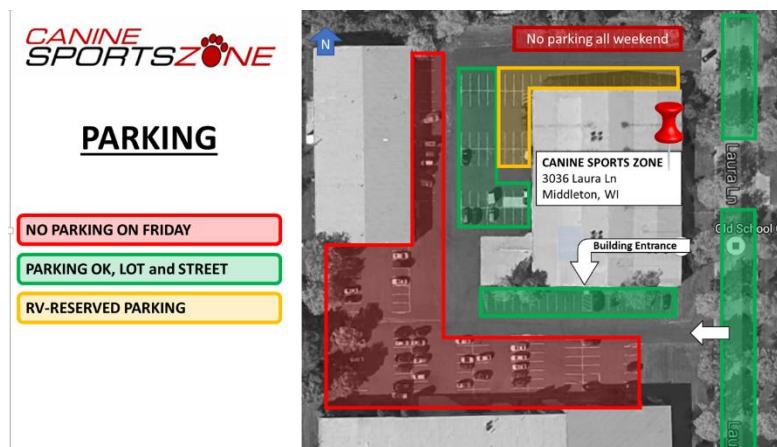 CANINE
SPORTSZONE
PARKING
NO PARKING ON FRIDAY
PARKING OK, LOT and STREET
RV-RESERVED PARKING
N
No parking all weekend
CANINE SPORTS ZONE
3036 Laura Ln
Middleton, WI
Laura Ln
Old School
Building Entrance